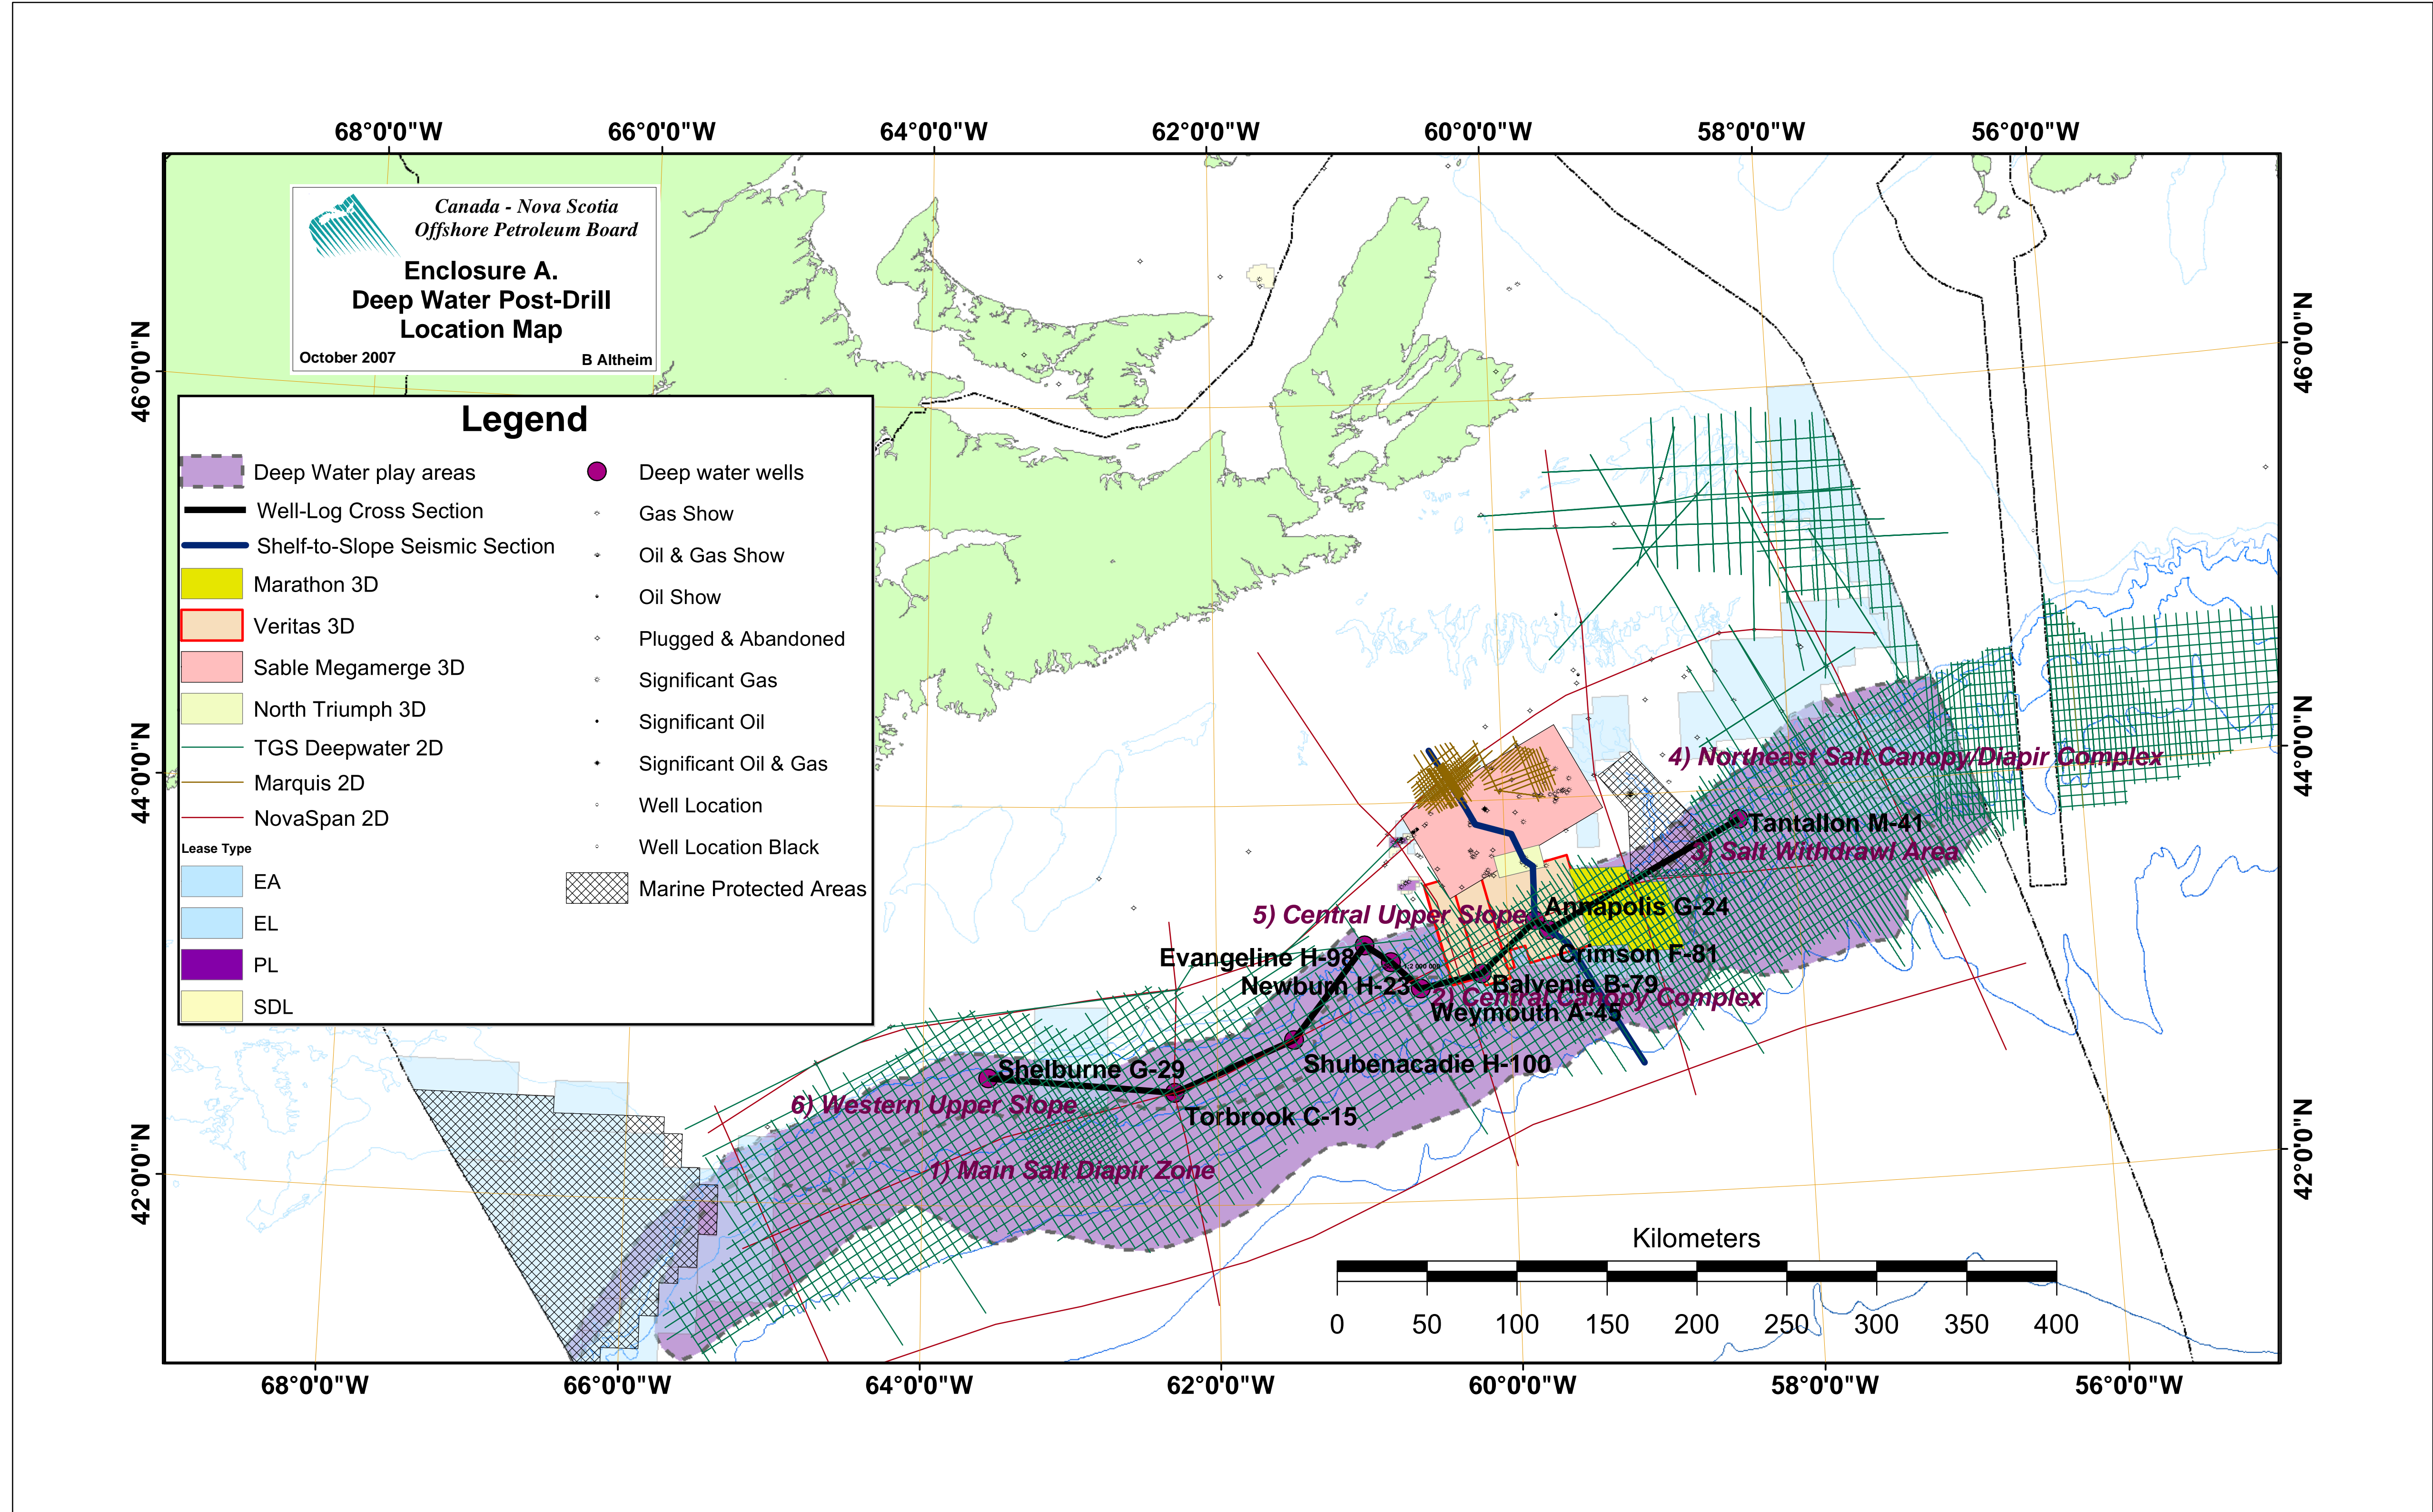 68°0'0"W
66°0'0"W
64°0'0"W
62°0'0"W
60°0'0"W
58°0'0"W
56°0'0"W
Canada - Nova Scotia
Offshore Petroleum Board
Enclosure A.
Deep Water Post-Drill
Location Map
October 2007
B Altheim
46°0'0"N
46°0'0"N
44°0'0"N
44°0'0"N
42°0'0"N
42°0'0"N
Legend
Deep Water play areas
Well-Log Cross Section
Shelf-to-Slope Seismic Section
Marathon 3D
Veritas 3D
Sable Megamerge 3D
North Triumph 3D
TGS Deepwater 2D
Marquis 2D
NovaSpan 2D
Lease Type
EA
EL
PL
SDL
Deep water wells
Gas Show
Oil & Gas Show
Oil Show
Plugged & Abandoned
Significant Gas
Significant Oil
Significant Oil & Gas
Well Location
Well Location Black
Marine Protected Areas
4) Northeast Salt Canopy/Diapir Complex
Tantallon M-41
3) Salt Withdrawl Area
Annapolis G-24
5) Central Upper Slope
Crimson F-81
Evangeline H-98
1:2 000 000
Newburn H-23
Balvenie B-79
2) Central Canopy Complex
Weymouth A-45
Shubenacadie H-100
Shelburne G-29
6) Western Upper Slope
Torbrook C-15
1) Main Salt Diapir Zone
Kilometers
0 50 100 150 200 250 300 350 400
68°0'0"W
66°0'0"W
64°0'0"W
62°0'0"W
60°0'0"W
58°0'0"W
56°0'0"W